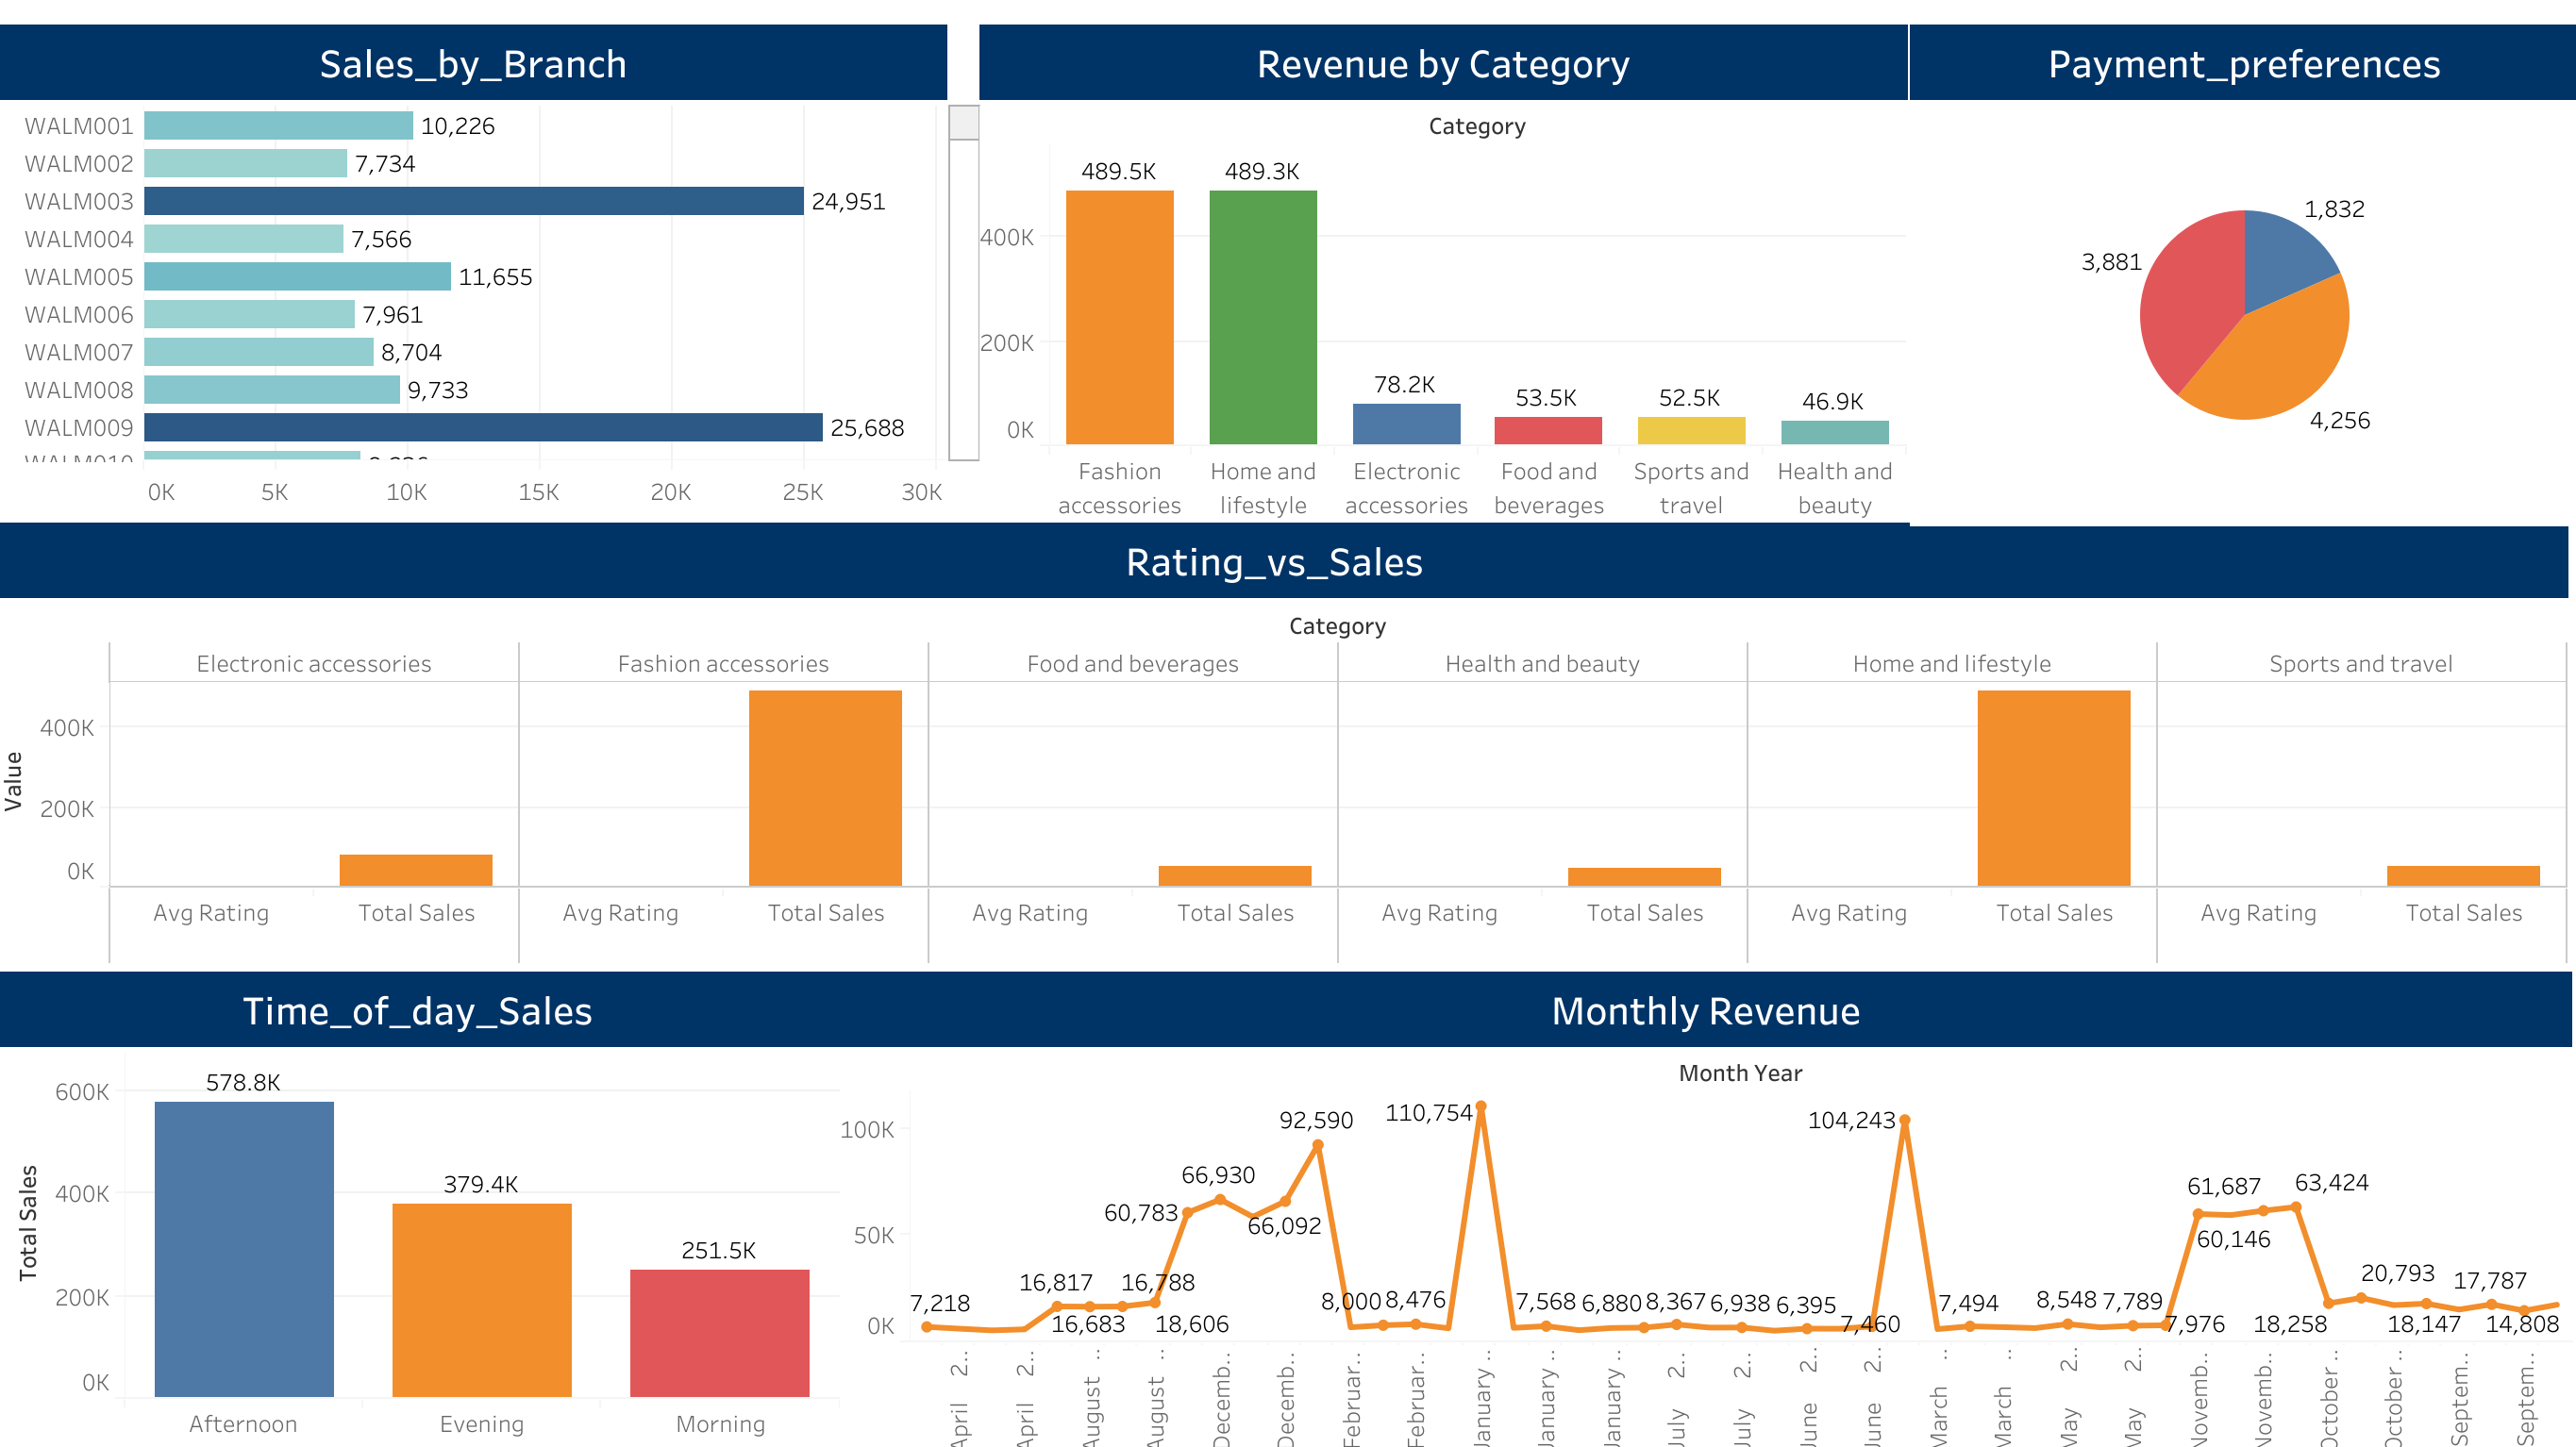 Sales_by_Branch
WALM001 10,226
WALM002 7,734
WALM003 24,951
WALM004 7,566
WALM005 11,655
WALM006 7,961
WALM007 8,704
WALM008 9,733
WALM009 25,688
0K 5K 10K 15K 20K 25K 30K
Revenue by Category
Category
489.5K 489.3K 78.2K 53.5K 52.5K 46.9K
400K
200K
0K
Fashion accessories
Home and lifestyle
Electronic accessories
Food and beverages
Sports and travel
Health and beauty
Payment_preferences
1,832
3,881
4,256
Rating_vs_Sales
Category
Electronic accessories Fashion accessories Food and beverages Health and beauty Home and lifestyle Sports and travel
Value
400K
200K
0K
Avg Rating Total Sales Avg Rating Total Sales Avg Rating Total Sales Avg Rating Total Sales Avg Rating Total Sales Avg Rating Total Sales
Time_of_day_Sales
Total Sales
600K
400K
200K
0K
578.8K
379.4K
251.5K
Afternoon Evening Morning
Monthly Revenue
Month Year
100K
50K
0K
7,218
16,817
16,683
16,788
18,606
60,783
66,930
66,092
92,590
8,000
8,476
110,754
7,568
6,880
8,367
6,938
6,395
7,460
104,243
7,494
8,548
7,789
7,976
61,687
60,146
63,424
18,258
20,793
18,147
17,787
14,808
April 2..
April 2..
August ..
August ..
Decemb..
Decemb..
Februar..
Februar..
January ..
January ..
January ..
July 2..
July 2..
June 2..
June 2..
March ..
March ..
May 2..
May 2..
Novemb..
Novemb..
October ..
October ..
Septem..
Septem..